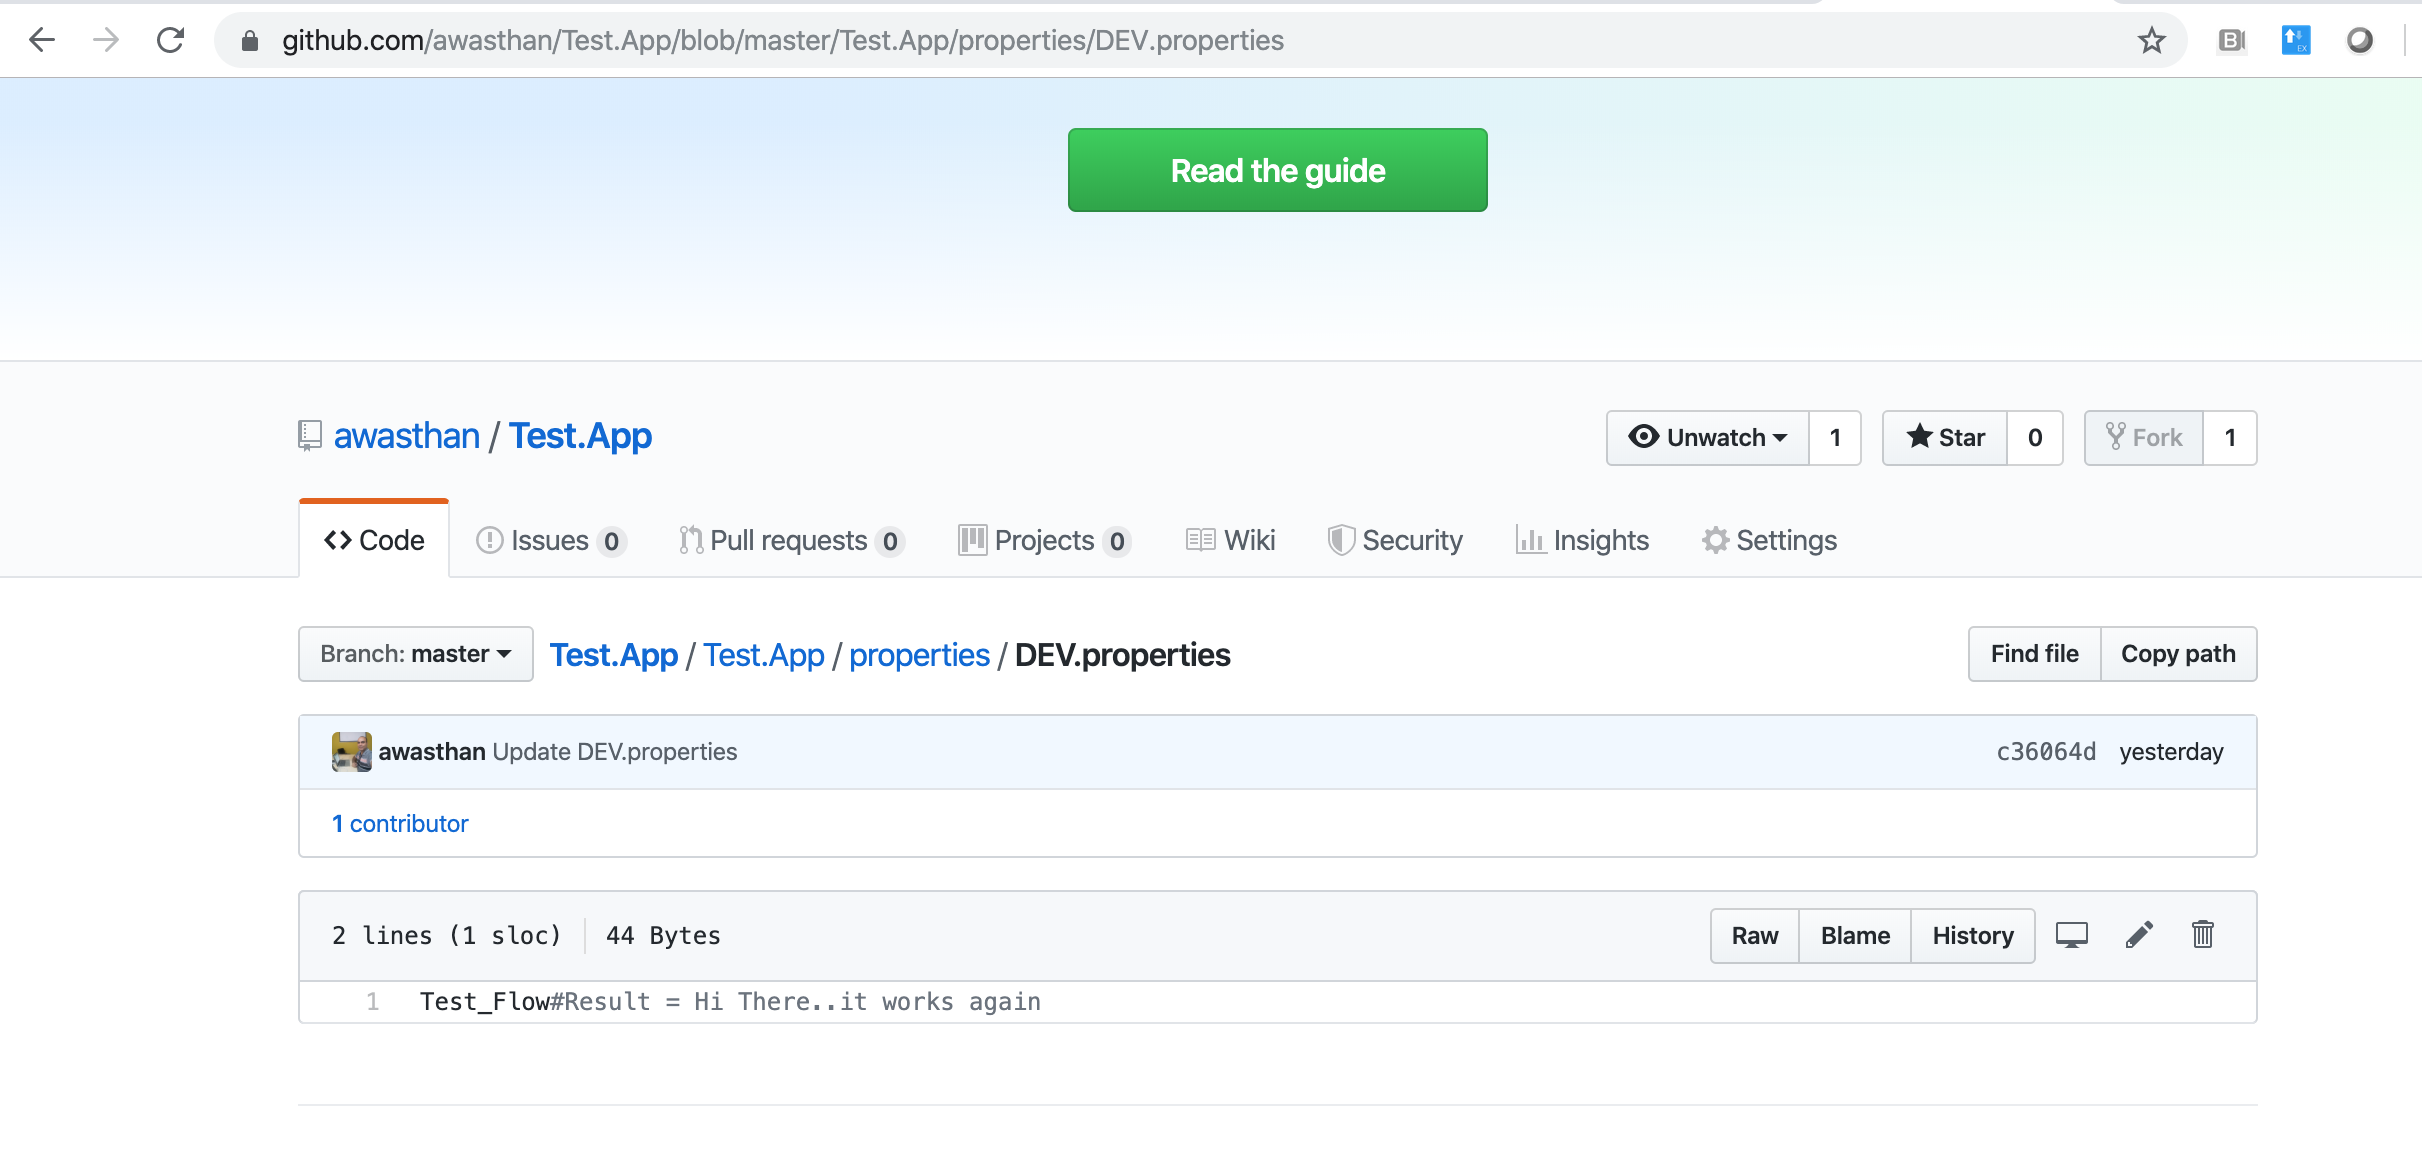 github.com/awasthan/Test.App/blob/master/Test.App/properties/DEV.properties
Read the guide
awasthan / Test.App
Unwatch 1 Star 0 Fork 1
Code Issues 0 Pull requests 0 Projects 0 Wiki Security Insights Settings
Branch: master Test.App / Test.App / properties / DEV.properties Find file Copy path
awasthan Update DEV.properties c36064d yesterday
1 contributor
2 lines (1 sloc) 44 Bytes Raw Blame History
1 Test_Flow#Result = Hi There..it works again